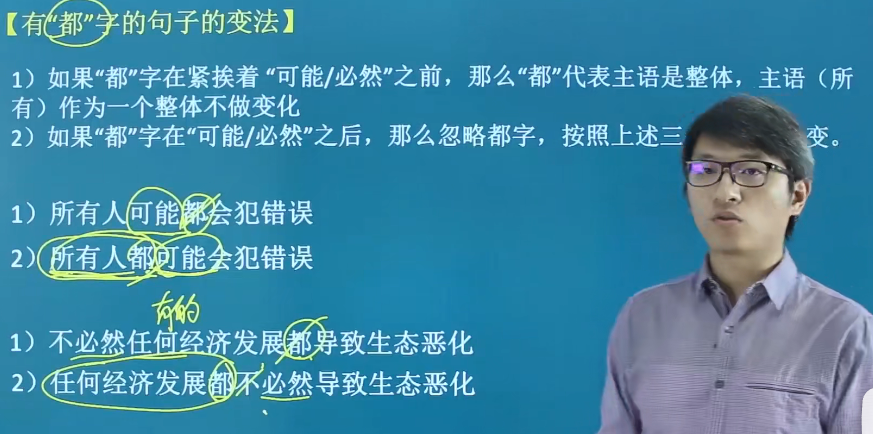 【有“都”字的句子的变法】
1）如果“都”字在紧挨着 “可能/必然”之前，那么“都”代表主语是整体，主语（所
有）作为一个整体不做变化
2）如果“都”字在“可能/必然”之后，那么忽略都字，按照上述三
变。
1）所有人可能都会犯错误
2）所有人都可能会犯错误
有的
1）不必然任何经济发展都导致生态恶化
2）任何经济发展都不必然导致生态恶化